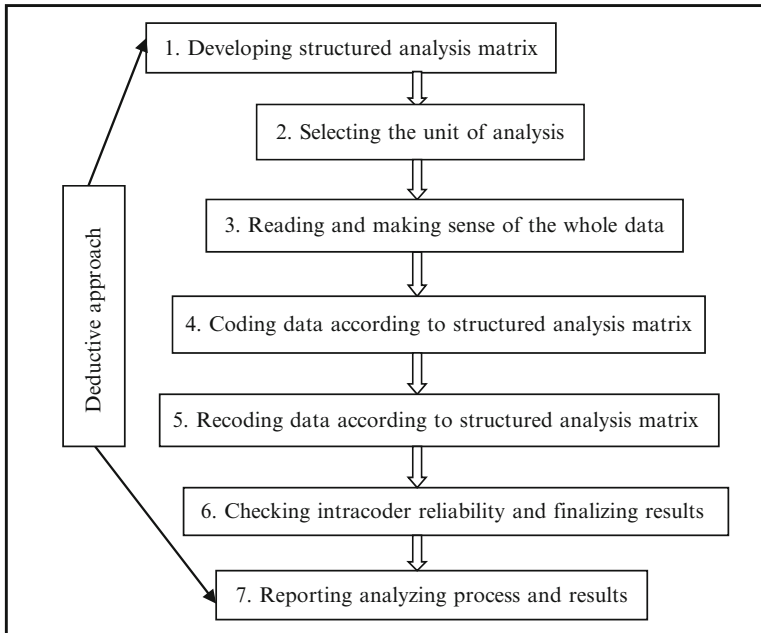 1. Developing structured analysis matrix
2. Selecting the unit of analysis
3. Reading and making sense of the whole data
Deductive approach
4. Coding data according to structured analysis matrix
5. Recoding data according to structured analysis matrix
6. Checking intracoder reliability and finalizing results
7. Reporting analyzing process and results